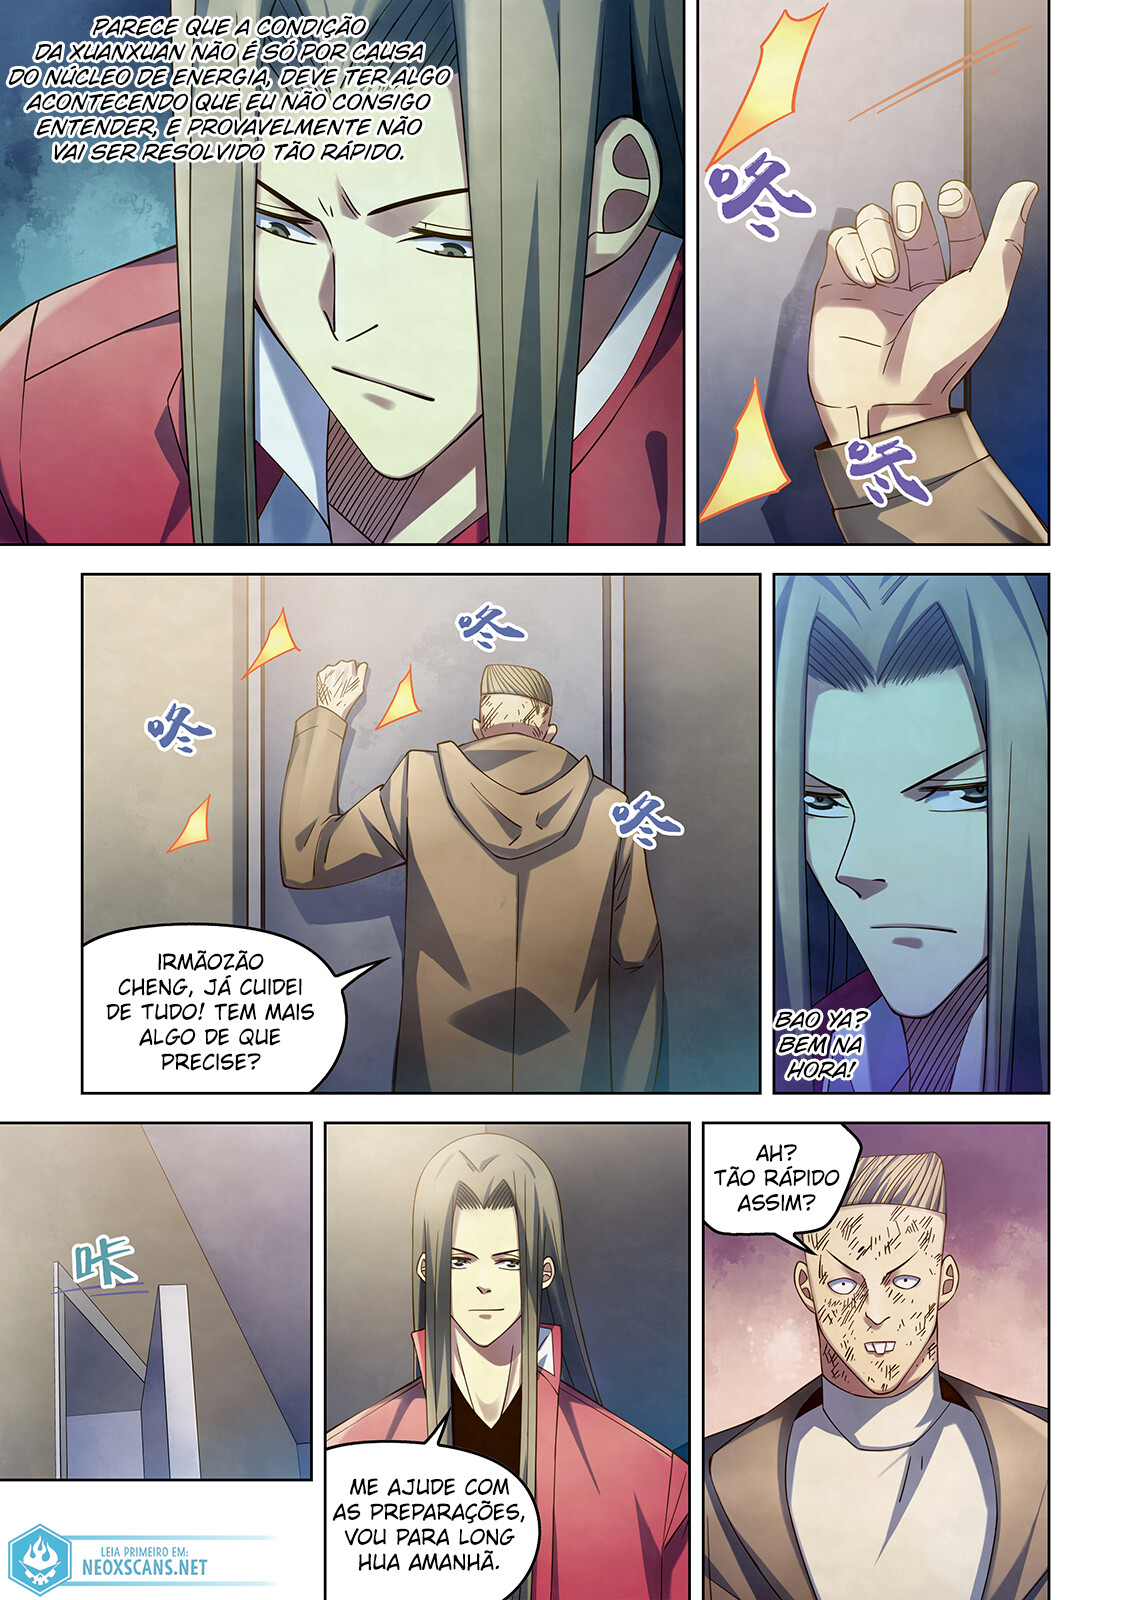 PARECE QUE A CONDIÇÃO
DA XUANXUAN NÃO É SÓ POR CAUSA
DO NÚCLEO DE ENERGIA, DEVE TER ALGO
ACONTECENDO QUE EU NÃO CONSIGO
ENTENDER, E PROVAVELMENTE NÃO
VAI SER RESOLVIDO TÃO RÁPIDO.
咚
咚
咚
咚
咚
IRMÃOZÃO
CHENG, JÁ CUIDEI
DE TUDO! TEM MAIS
ALGO DE QUE
PRECISE?
BAO YA?
BEM NA
HORA!
咔
ME AJUDE COM
AS PREPARAÇÕES,
VOU PARA LONG
HUA AMANHÃ.
AH?
TÃO RÁPIDO
ASSIM?
LEIA PRIMEIRO EM:
NEOXSCANS.NET